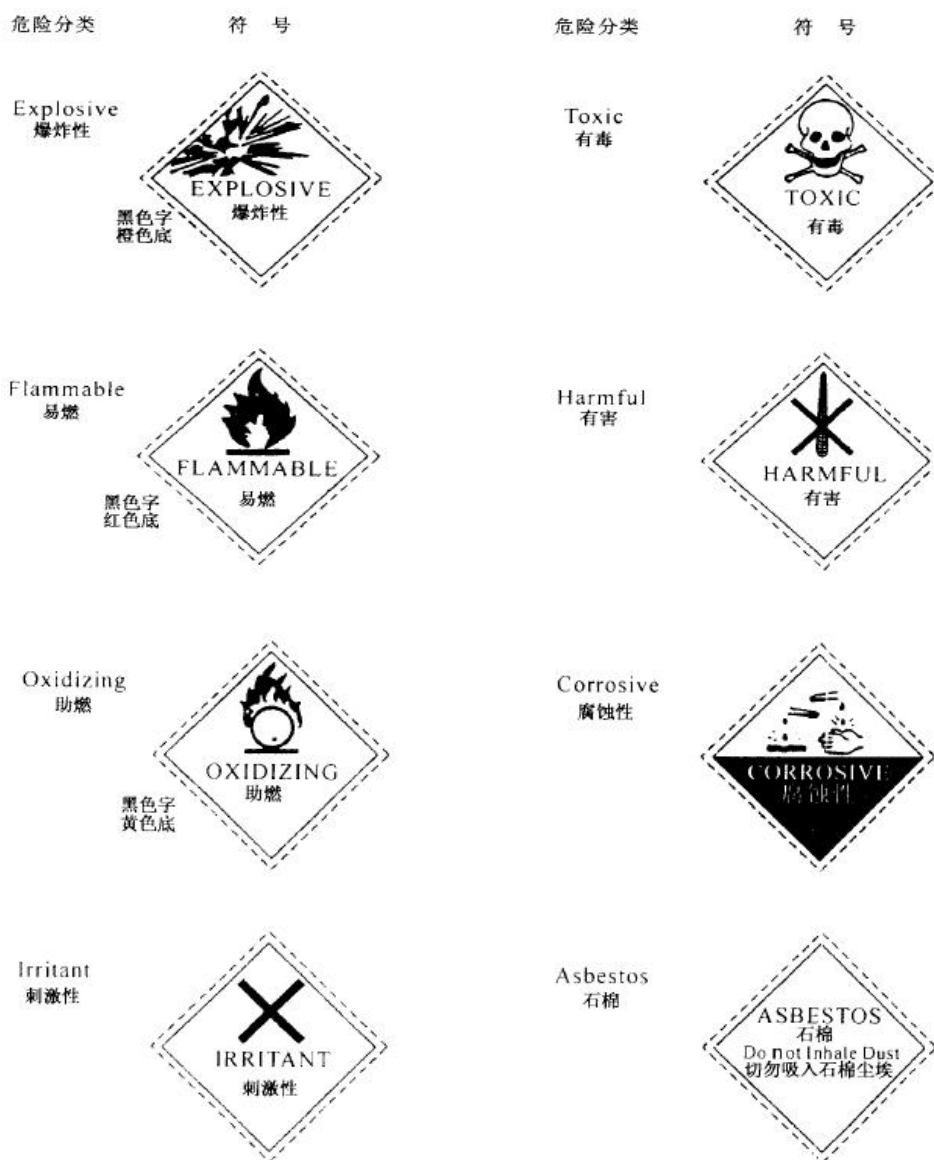 危险分类 符 号 危险分类 符 号
Explosive
爆炸性
EXPLOSIVE
爆炸性
黑色字
橙色底
Toxic
有毒
TOXIC
有毒
Flammable
易燃
FLAMMABLE
易燃
黑色字
红色底
Harmful
有害
HARMFUL
有害
Oxidizing
助燃
OXIDIZING
助燃
黑色字
黄色底
Corrosive
腐蚀性
CORROSIVE
腐蚀性
Irritant
刺激性
IRRITANT
刺激性
Asbestos
石棉
ASBESTOS
石棉
Do not Inhale Dust
切勿吸入石棉尘埃